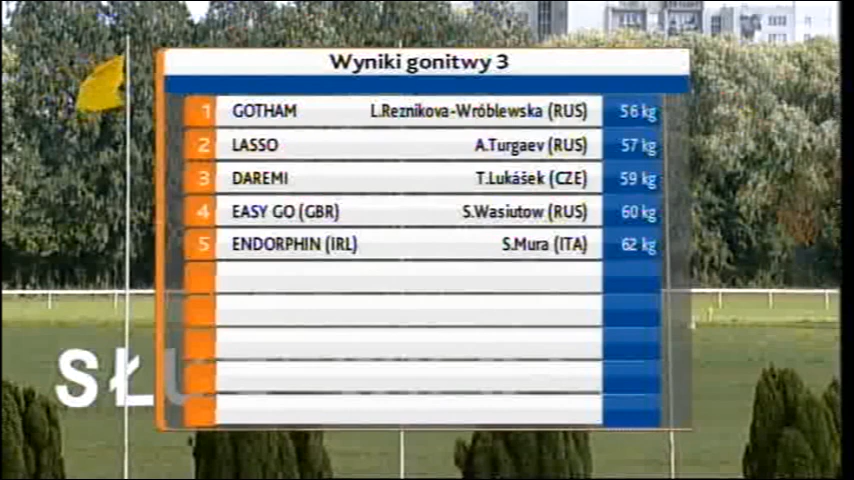 Wyniki gonitwy 3
1 GOTHAM L.Reznikova-Wróblewska (RUS) 56 kg
2 LASSO A.Turgaev (RUS) 57 kg
3 DAREMI T.Lukášek (CZE) 59 kg
4 EASY GO (GBR) S.Wasiutow (RUS) 60 kg
5 ENDORPHIN (IRL) S.Mura (ITA) 62 kg